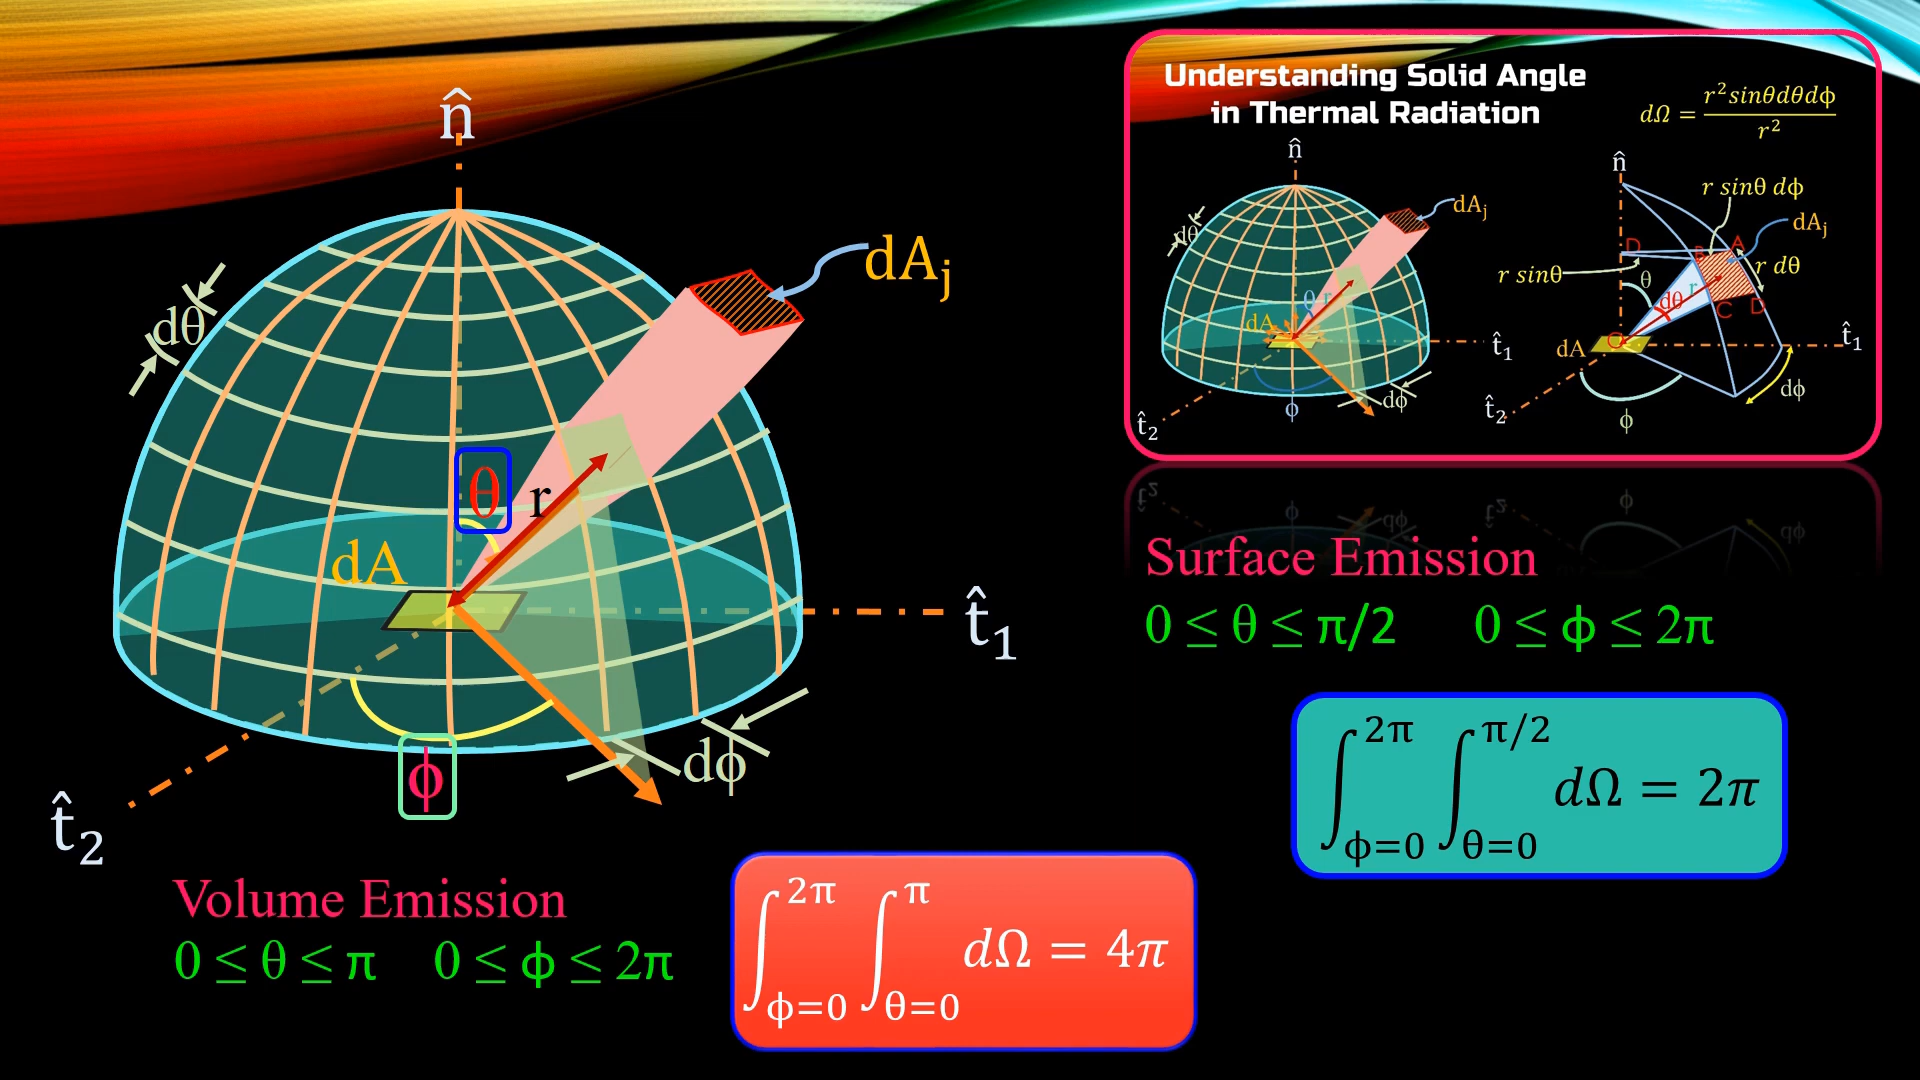 n̂
dθ
dAⱼ
θ
r
dA
t̂₁
ϕ
dϕ
t̂₂
Volume Emission
0 ≤ θ ≤ π 0 ≤ ϕ ≤ 2π
∫_{ϕ=0}^{2π} ∫_{θ=0}^{π} dΩ = 4π
Understanding Solid Angle
in Thermal Radiation
dΩ = r²sinθdθdϕ / r²
n̂
dθ
dAⱼ
θ r
dA
t̂₁
dϕ
ϕ
t̂₂
n̂
r sinθ dϕ
dAⱼ
D
B
A
r sinθ
θ
r dθ
dθ
r
C
D
O
dA
t̂₁
dϕ
t̂₂
ϕ
Surface Emission
0 ≤ θ ≤ π/2 0 ≤ ϕ ≤ 2π
∫_{ϕ=0}^{2π} ∫_{θ=0}^{π/2} dΩ = 2π